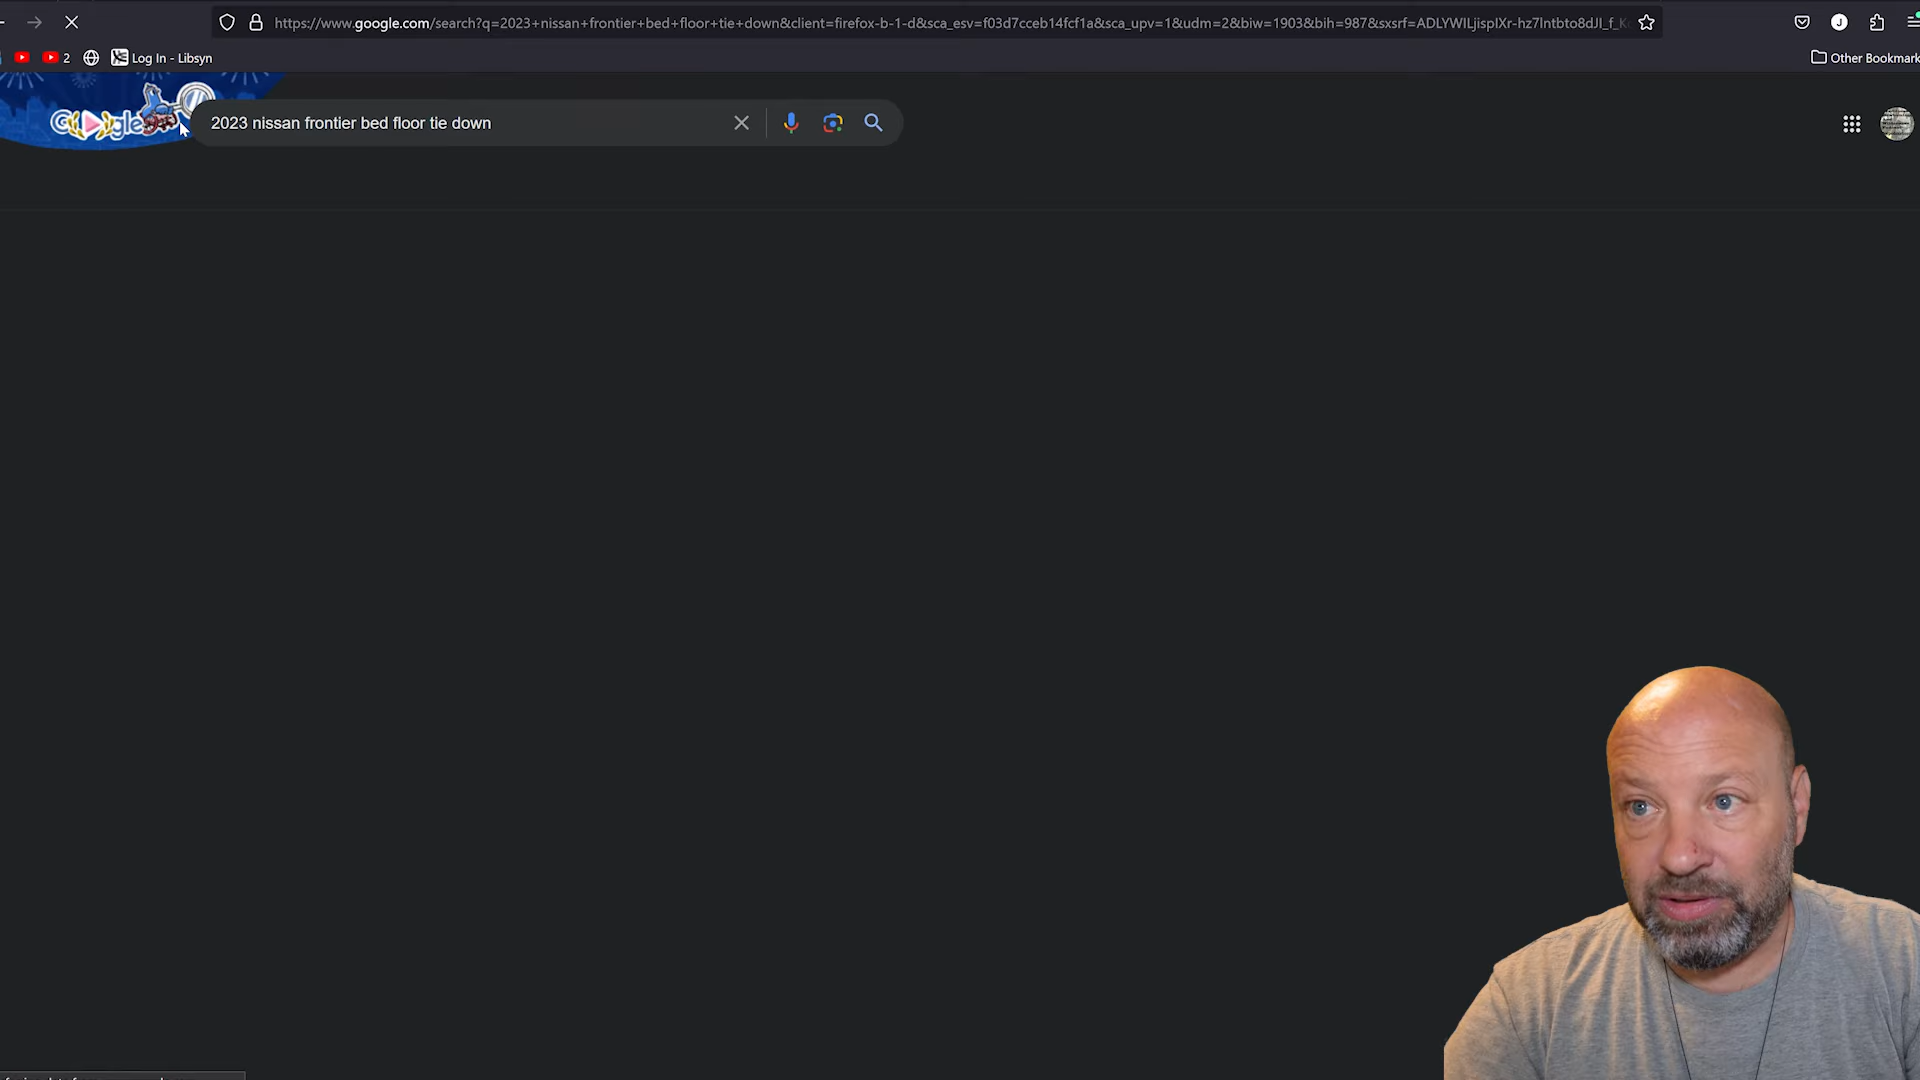 https://www.google.com/search?q=2023+nissan+frontier+bed+floor+tie+down&client=firefox-b-1-d&sca_esv=f03d7cceb14fcf1a&sca_upv=1&udm=2&biw=1903&bih=987&sxsrf=ADLYWILjispIXr-hz7lntbto8dJl_f_K
2
Log In - Libsyn
Other Bookmark
Google
2023 nissan frontier bed floor tie down
J